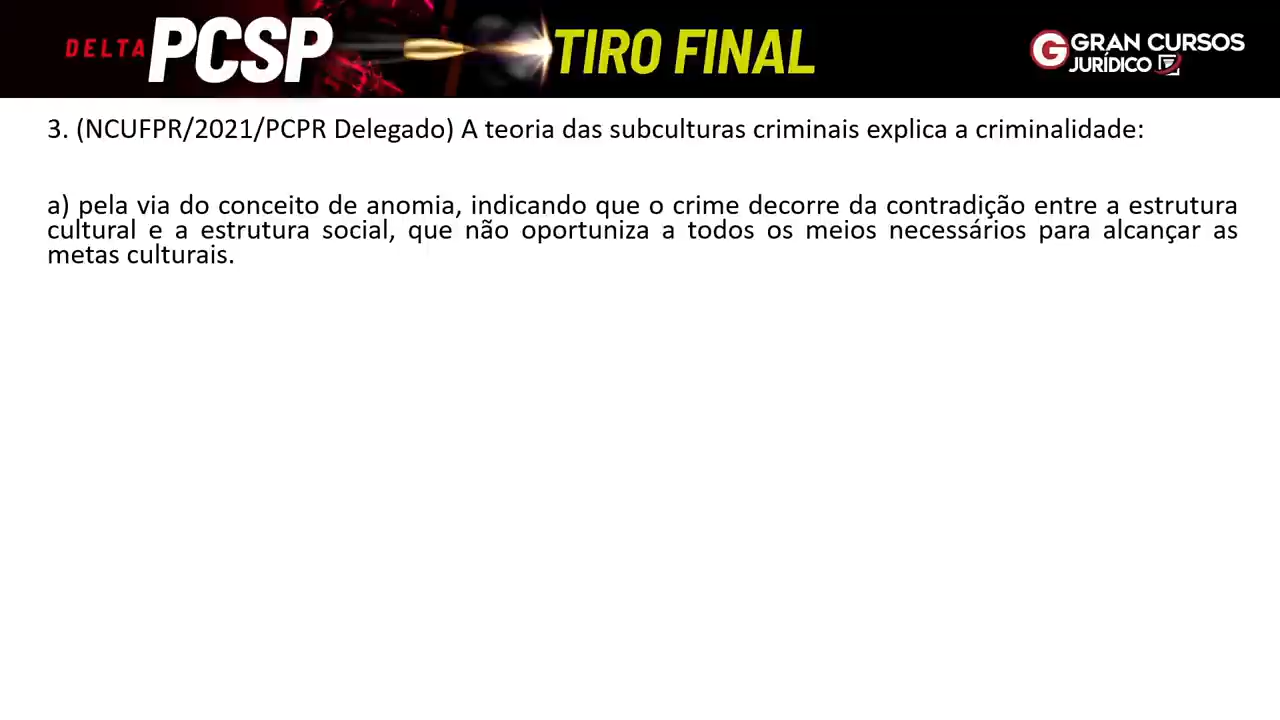 DELTA PCSP TIRO FINAL GRAN CURSOS
JURÍDICO
3. (NCUFPR/2021/PCPR Delegado) A teoria das subculturas criminais explica a criminalidade:
a) pela via do conceito de anomia, indicando que o crime decorre da contradição entre a estrutura
cultural e a estrutura social, que não oportuniza a todos os meios necessários para alcançar as
metas culturais.